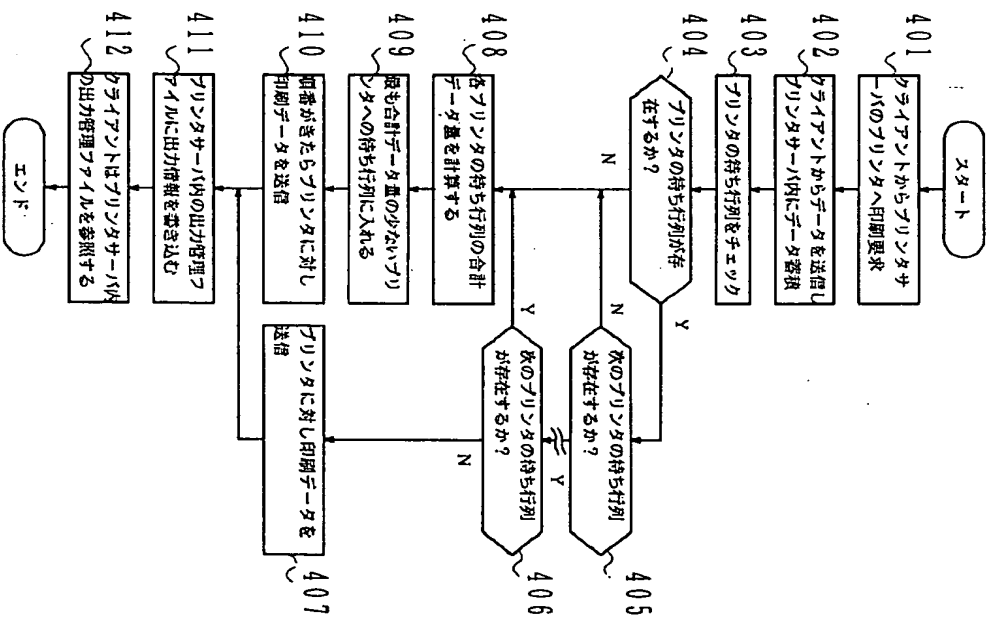 スタート
401
クライアントからプリンタサ
ーバのプリンタへ印刷要求
402
クライアントからデータを送信し
プリンタサーバ内にデータ蓄積
403
プリンタの待ち行列をチェック
404
プリンタの待ち行列が存
在するか?
Y
N
405
次のプリンタの待ち行列
が存在するか?
N
Y
406
次のプリンタの待ち行列
が存在するか?
Y
N
407
プリンタに対し印刷データを
送信
408
各プリンタの待ち行列の合計
データ量を計算する
409
最も合計データ量の少ないプリ
ンタへの待ち行列に入れる
410
順番がきたらプリンタに対し
印刷データを送信
411
プリンタサーバ内の出力管理フ
ァイルに出力情報を書き込む
412
クライアントはプリンタサーバ内
の出力管理ファイルを参照する
エンド